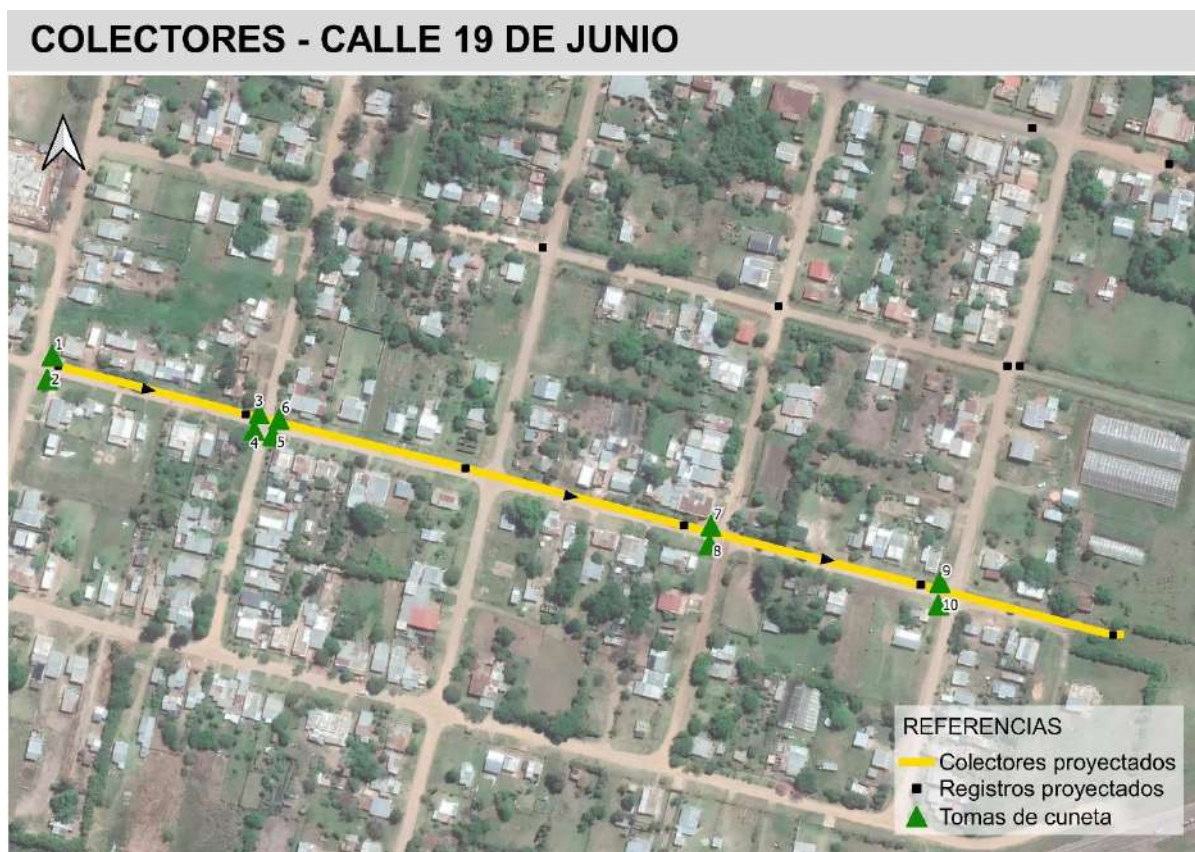 COLECTORES - CALLE 19 DE JUNIO
1
2
3
6
4
5
7
8
9
10
REFERENCIAS
Colectores proyectados
Registros proyectados
Tomas de cuneta